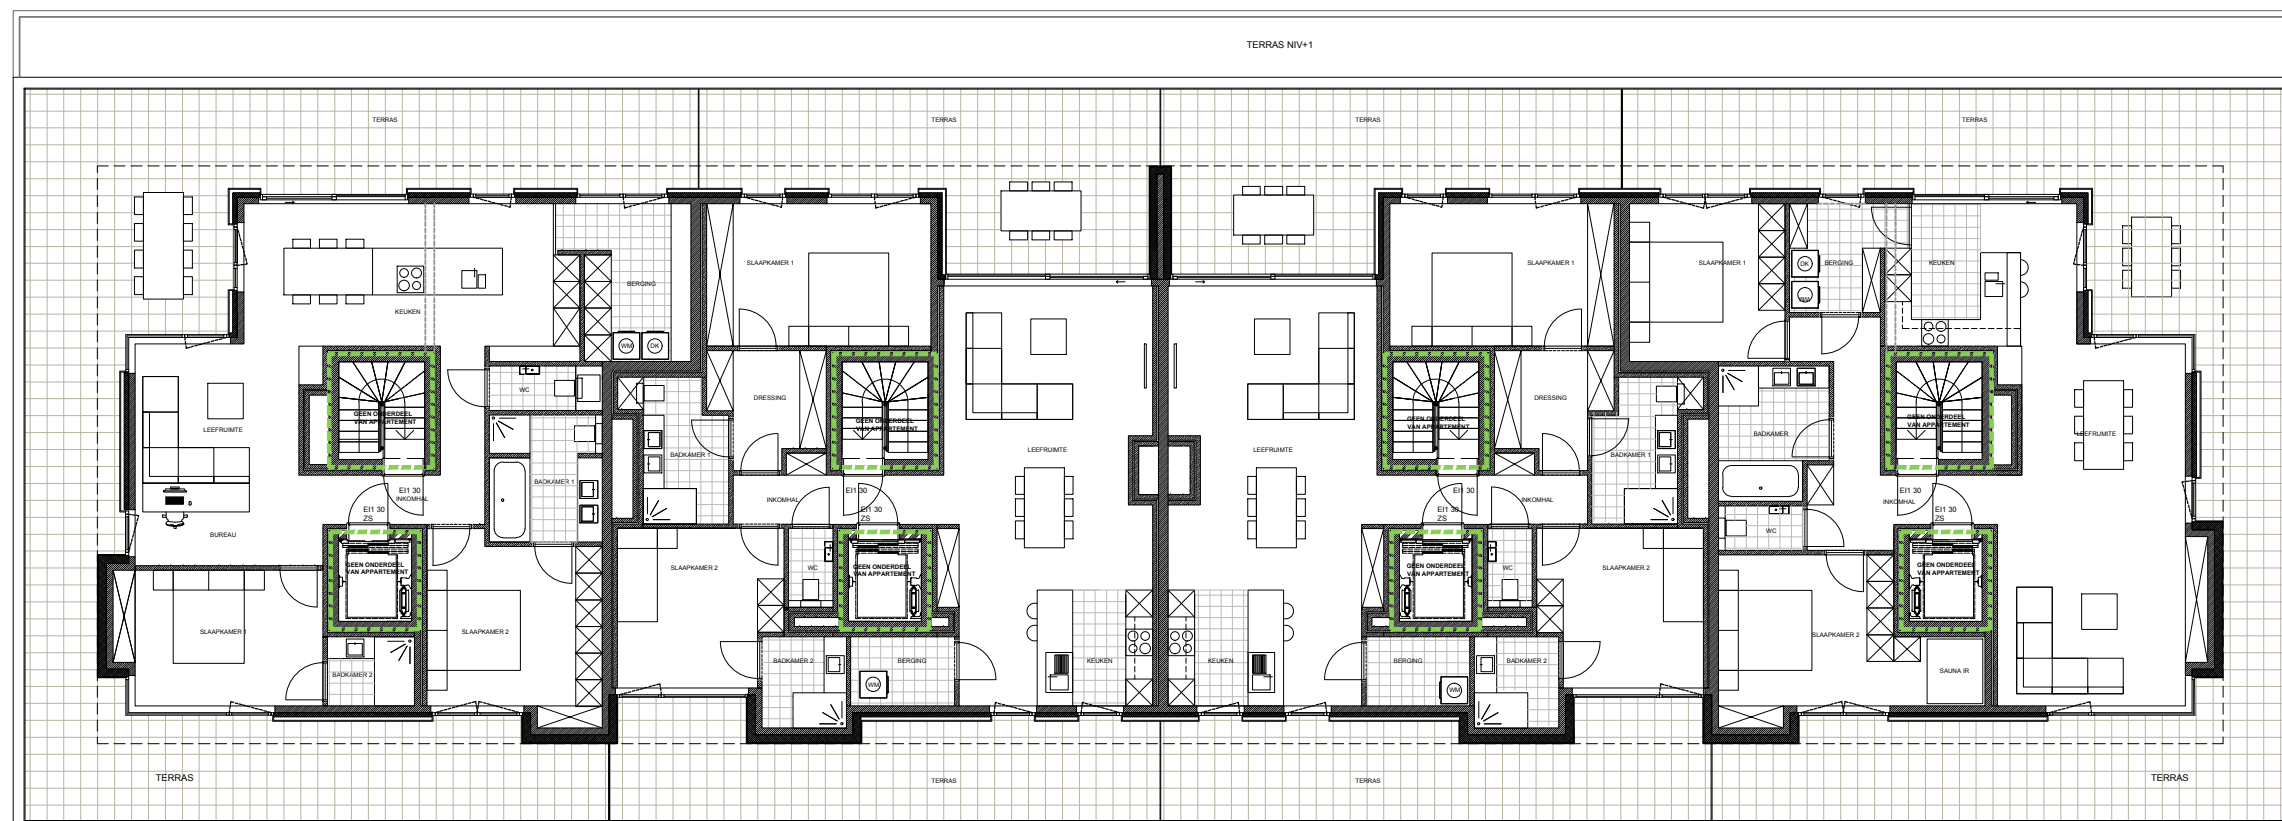 TERRAS NIV+1
TERRAS
TERRAS
TERRAS
TERRAS
KEUKEN
BERGING
WM
DK
LEEFRUIMTE
BUREAU
GEEN ONDERDEEL
VAN APPARTEMENT
WC
BADKAMER 1
EI1 30
INKOMHAL
EI1 30
ZS
GEEN ONDERDEEL
VAN APPARTEMENT
SLAAPKAMER 1
BADKAMER 2
SLAAPKAMER 2
SLAAPKAMER 1
DRESSING
GEEN ONDERDEEL
VAN APPARTEMENT
BADKAMER 1
INKOMHAL
EI1 30
EI1 30
ZS
LEEFRUIMTE
SLAAPKAMER 2
WC
GEEN ONDERDEEL
VAN APPARTEMENT
BADKAMER 2
BERGING
WM
KEUKEN
SLAAPKAMER 1
DRESSING
GEEN ONDERDEEL
VAN APPARTEMENT
LEEFRUIMTE
BADKAMER 1
EI1 30
INKOMHAL
EI1 30
ZS
GEEN ONDERDEEL
VAN APPARTEMENT
WC
SLAAPKAMER 2
KEUKEN
BERGING
WM
BADKAMER 2
SLAAPKAMER 1
DK
BERGING
WM
KEUKEN
BADKAMER
GEEN ONDERDEEL
VAN APPARTEMENT
LEEFRUIMTE
EI1 30
INKOMHAL
EI1 30
ZS
WC
GEEN ONDERDEEL
VAN APPARTEMENT
SLAAPKAMER 2
SAUNA IR
TERRAS
TERRAS
TERRAS
TERRAS